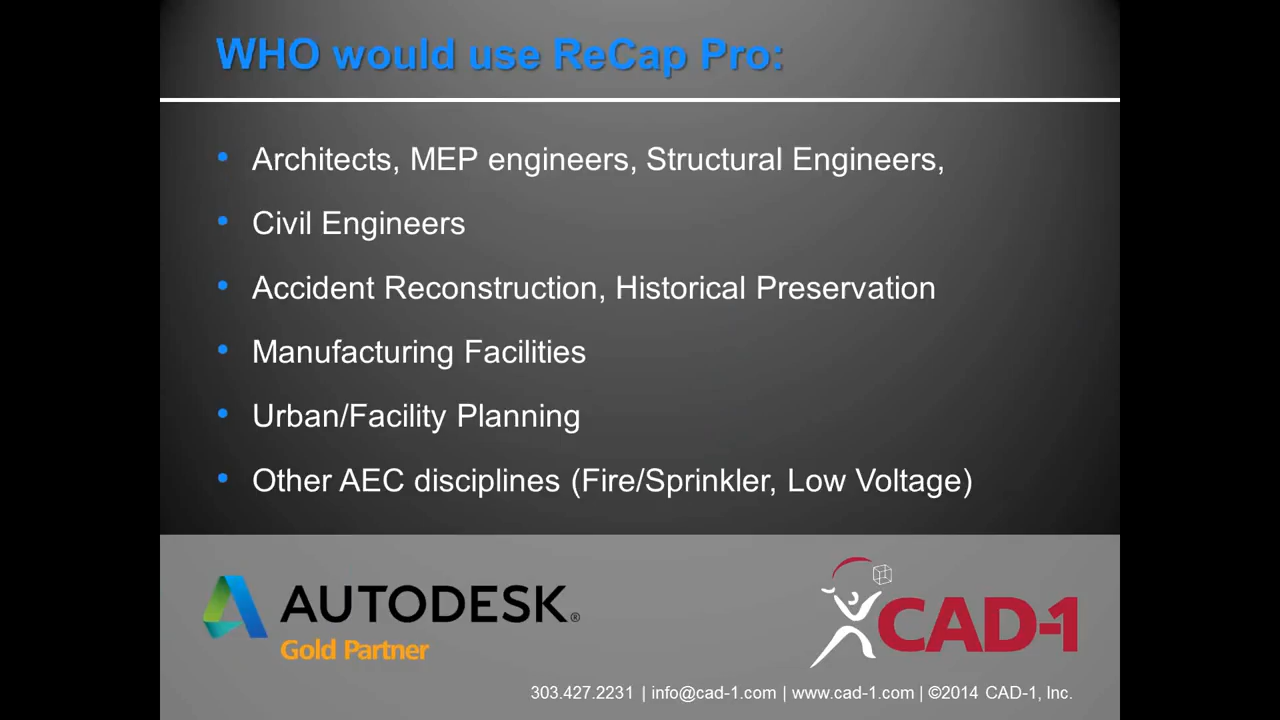 WHO would use ReCap Pro:
• Architects, MEP engineers, Structural Engineers,
• Civil Engineers
• Accident Reconstruction, Historical Preservation
• Manufacturing Facilities
• Urban/Facility Planning
• Other AEC disciplines (Fire/Sprinkler, Low Voltage)
AUTODESK®
Gold Partner
CAD-1
303.427.2231 | info@cad-1.com | www.cad-1.com | ©2014 CAD-1, Inc.